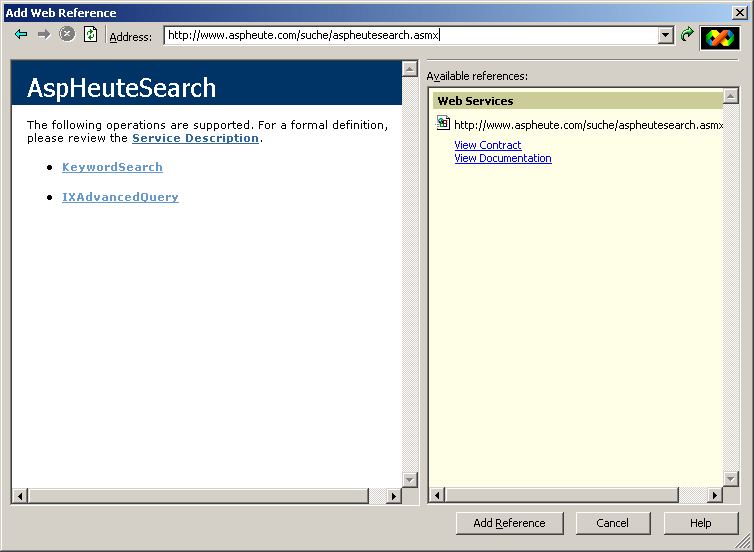 Add Web Reference
Address: http://www.aspheute.com/suche/aspheutesearch.asmx
AspHeuteSearch
The following operations are supported. For a formal definition,
please review the Service Description.
KeywordSearch
IXAdvancedQuery
Available references:
Web Services
http://www.aspheute.com/suche/aspheutesearch.asmx
View Contract
View Documentation
Add Reference
Cancel
Help